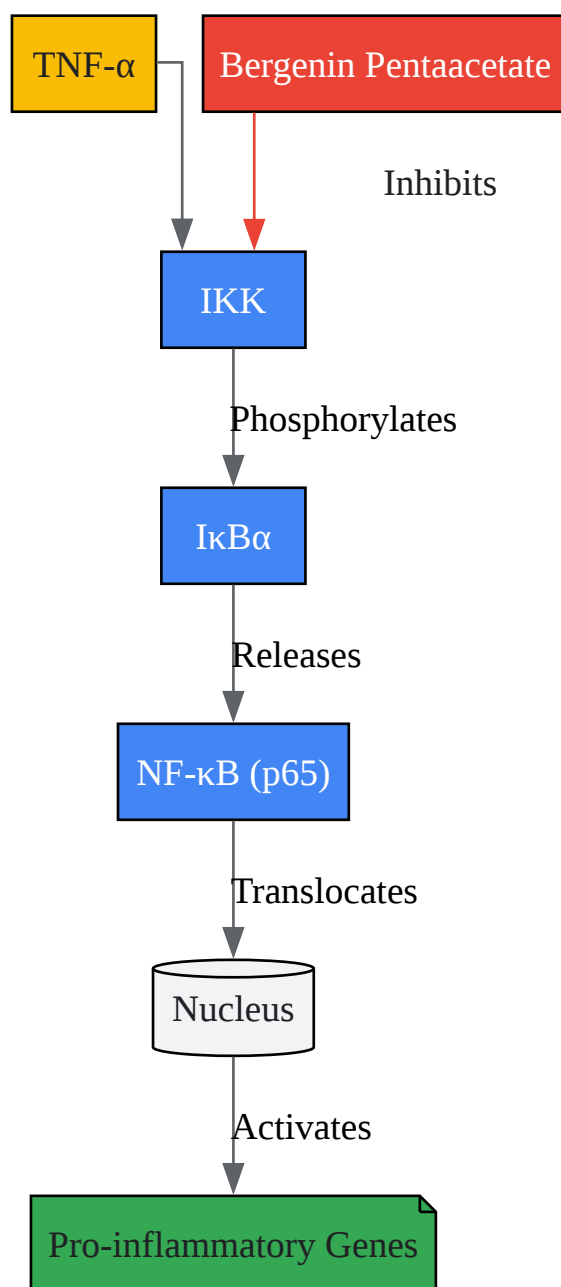 TNF-α
Bergenin Pentaacetate
Inhibits
IKK
Phosphorylates
IκBα
Releases
NF-κB (p65)
Translocates
Nucleus
Activates
Pro-inflammatory Genes